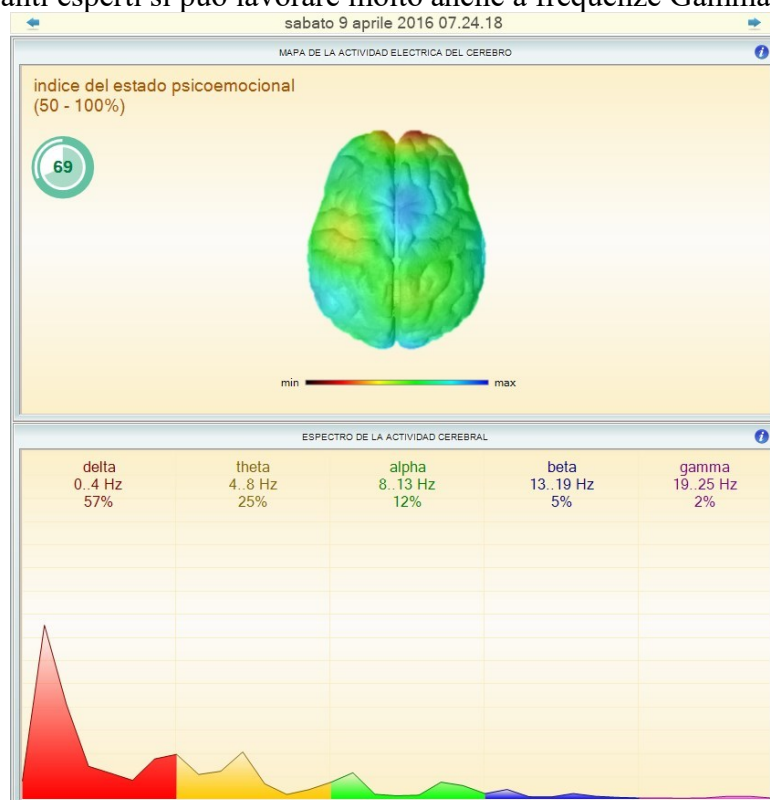 anti esperti si può lavorare molto anche a frequenze Gamma
sabato 9 aprile 2016 07.24.18
MAPA DE LA ACTIVIDAD ELECTRICA DEL CEREBRO
indice del estado psicoemocional
(50 - 100%)
69
min max
ESPECTRO DE LA ACTIVIDAD CEREBRAL
delta theta alpha beta gamma
0..4 Hz 4..8 Hz 8..13 Hz 13..19 Hz 19..25 Hz
57% 25% 12% 5% 2%